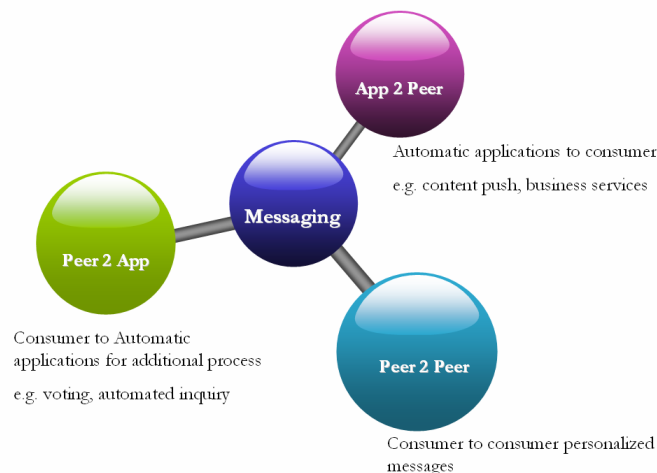 App 2 Peer
Automatic applications to consumer
e.g. content push, business services
Messaging
Peer 2 App
Consumer to Automatic
applications for additional process
e.g. voting, automated inquiry
Peer 2 Peer
Consumer to consumer personalized
messages